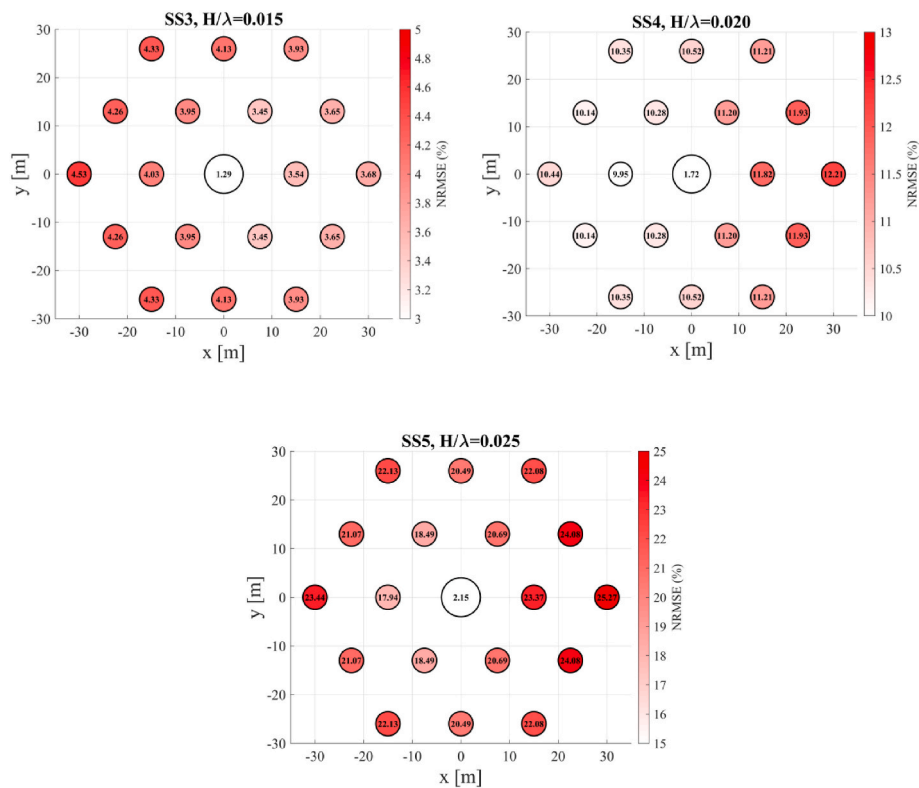 SS3, H/λ=0.015
30
20
10
0
-10
-20
-30
y [m]
4.33 4.13 3.93
4.26 3.95 3.45 3.65
4.53 4.03 1.29 3.54 3.68
4.26 3.95 3.45 3.65
4.33 4.13 3.93
-30 -20 -10 0 10 20 30
x [m]
5
4.8
4.6
4.4
4.2
4
3.8
3.6
3.4
3.2
3
NRMSE (%)
SS4, H/λ=0.020
30
20
10
0
-10
-20
-30
y [m]
10.35 10.52 11.21
10.14 10.28 11.20 11.93
10.44 9.95 1.72 11.82 12.21
10.14 10.28 11.20 11.93
10.35 10.52 11.21
-30 -20 -10 0 10 20 30
x [m]
13
12.5
12
11.5
11
10.5
10
NRMSE (%)
SS5, H/λ=0.025
30
20
10
0
-10
-20
-30
y [m]
22.13 20.49 22.08
21.07 18.49 20.69 24.08
23.44 17.94 2.15 23.37 25.27
21.07 18.49 20.69 24.08
22.13 20.49 22.08
-30 -20 -10 0 10 20 30
x [m]
25
24
23
22
21
20
19
18
17
16
15
NRMSE (%)